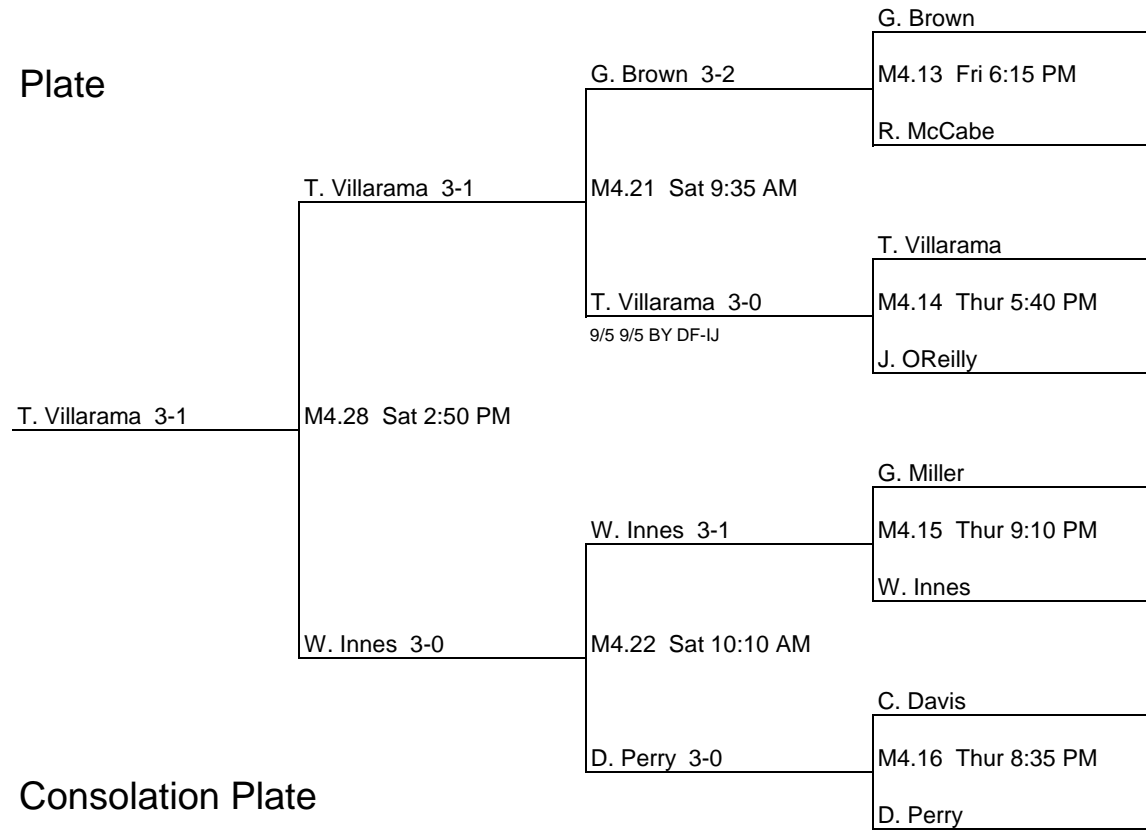 G. Brown
Plate
G. Brown 3-2
M4.13 Fri 6:15 PM
R. McCabe
T. Villarama 3-1
M4.21 Sat 9:35 AM
T. Villarama
T. Villarama 3-0
M4.14 Thur 5:40 PM
9/5 9/5 BY DF-IJ
J. OReilly
T. Villarama 3-1
M4.28 Sat 2:50 PM
G. Miller
W. Innes 3-1
M4.15 Thur 9:10 PM
W. Innes
W. Innes 3-0
M4.22 Sat 10:10 AM
C. Davis
D. Perry 3-0
M4.16 Thur 8:35 PM
Consolation Plate
D. Perry